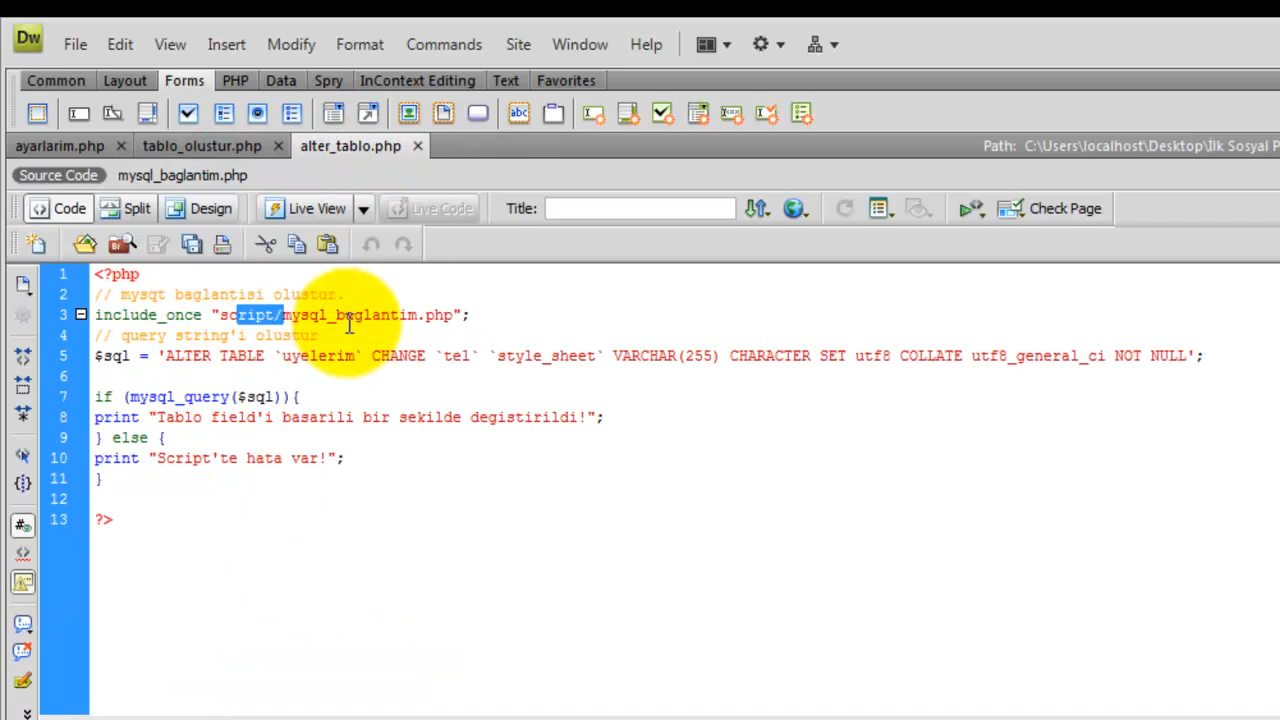 Dw File Edit View Insert Modify Format Commands Site Window Help
Common Layout Forms PHP Data Spry InContext Editing Text Favorites
abc
ayarlarim.php tablo_olustur.php alter_tablo.php Path: C:\Users\localhost\Desktop\İlk Sosyal P
Source Code mysql_baglantim.php
Code Split Design Live View Live Code Title: Check Page
1 <?php
2 // mysqt baglantisi olustur.
3 include_once "script/mysql_baglantim.php";
4 // query string'i olustur
5 $sql = 'ALTER TABLE `uyelerim` CHANGE `tel` `style_sheet` VARCHAR(255) CHARACTER SET utf8 COLLATE utf8_general_ci NOT NULL';
6
7 if (mysql_query($sql)){
8 print "Tablo field'i basarili bir sekilde degistirildi!";
9 } else {
10 print "Script'te hata var!";
11 }
12
13 ?>